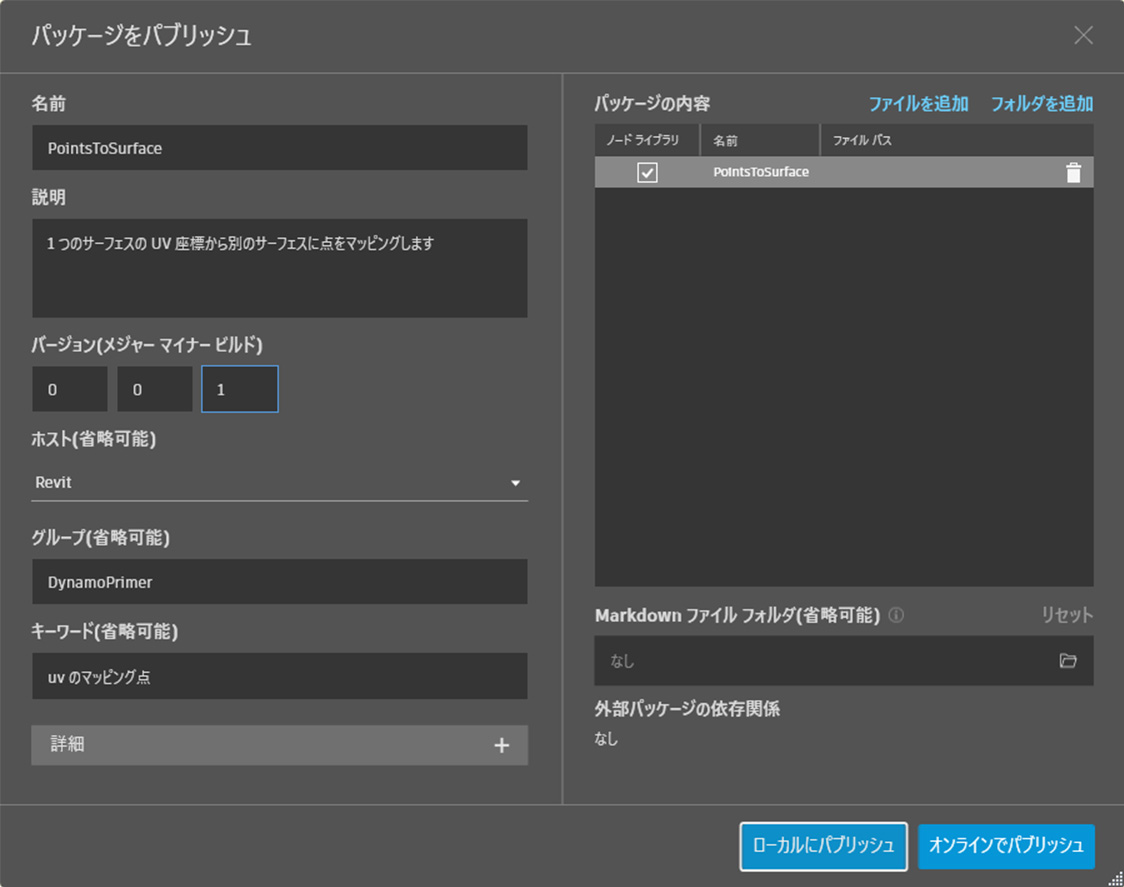 パッケージをパブリッシュ
名前
PointsToSurface
説明
1 つのサーフェスの UV 座標から別のサーフェスに点をマッピングします
バージョン(メジャー マイナー ビルド)
0 0 1
ホスト(省略可能)
Revit
グループ(省略可能)
DynamoPrimer
キーワード(省略可能)
uv のマッピング点
詳細
パッケージの内容 ファイルを追加 フォルダを追加
ノード ライブラリ 名前 ファイル パス
PointsToSurface
Markdown ファイル フォルダ(省略可能) リセット
なし
外部パッケージの依存関係
なし
ローカルにパブリッシュ オンラインでパブリッシュ